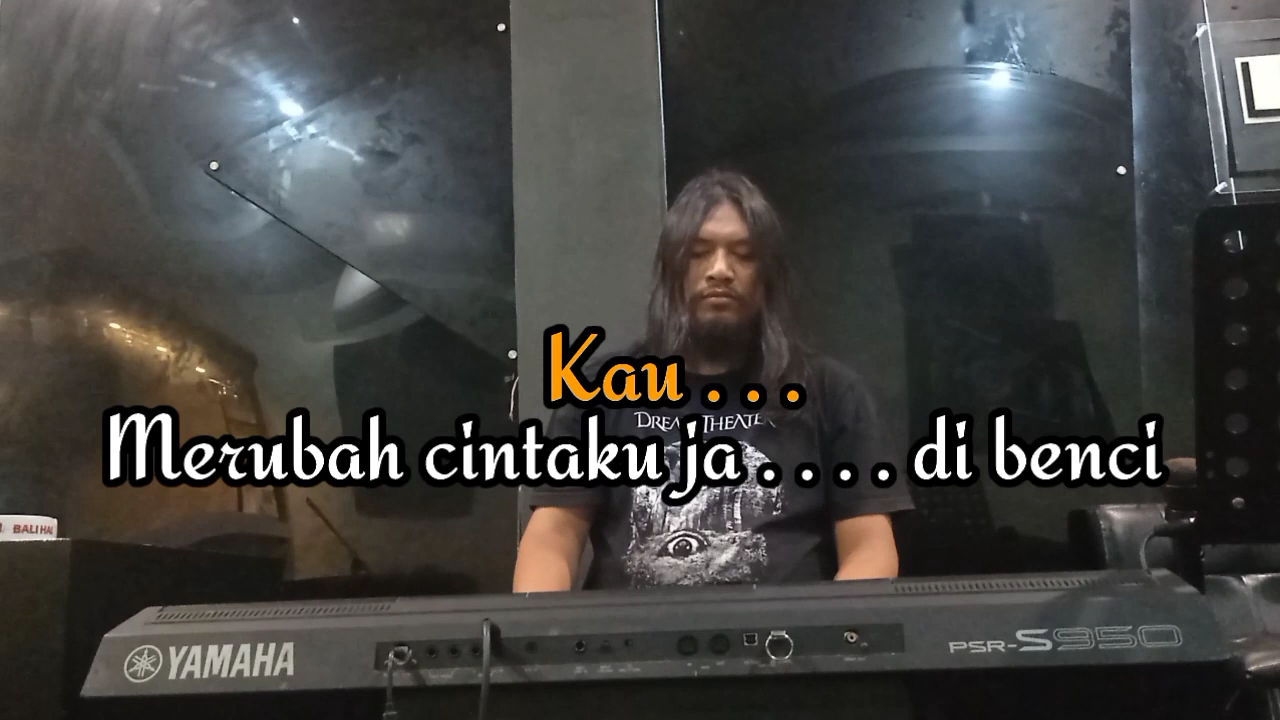 Kau . . .
DREAM THEATER
Merubah cintaku ja . . . . di benci
BALI HAI
YAMAHA
PSR-S950